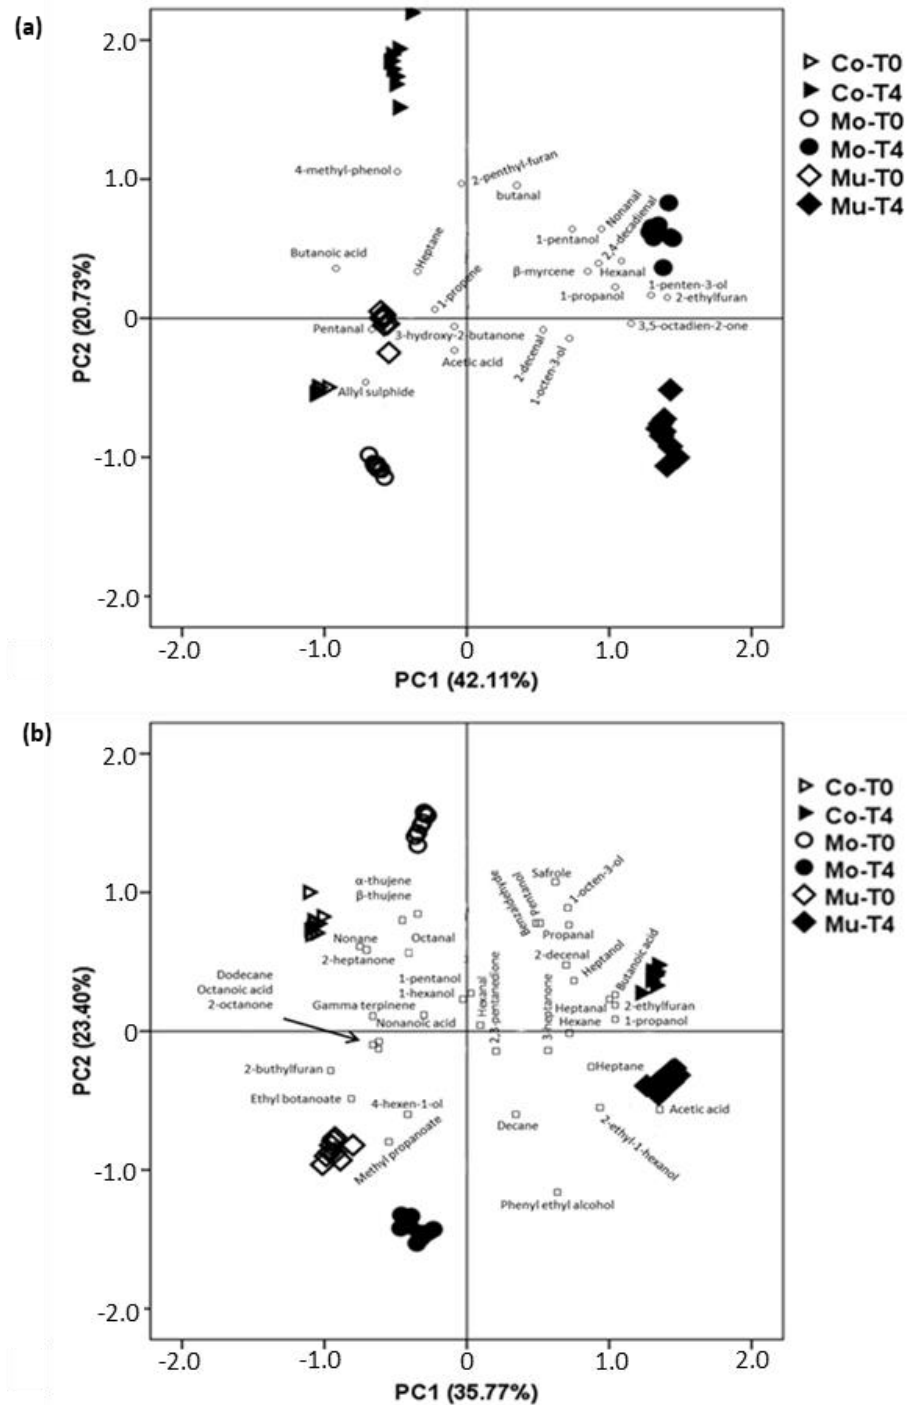 (a)
2.0
1.0
0
-1.0
-2.0
PC2 (20.73%)
-2.0
-1.0
0
1.0
2.0
PC1 (42.11%)
Co-T0
Co-T4
Mo-T0
Mo-T4
Mu-T0
Mu-T4
4-methyl-phenol
2-penthyl-furan
butanal
Nonanal
1-pentanol
2,4-decadienal
Butanoic acid
Heptane
β-myrcene
Hexanal
1-propene
1-propanol
1-penten-3-ol
2-ethylfuran
Pentanal
3-hydroxy-2-butanone
3,5-octadien-2-one
Acetic acid
2-decenal
1-octen-3-ol
Allyl sulphide
(b)
2.0
1.0
0
-1.0
-2.0
PC2 (23.40%)
-2.0
-1.0
0
1.0
2.0
PC1 (35.77%)
Co-T0
Co-T4
Mo-T0
Mo-T4
Mu-T0
Mu-T4
α-thujene
β-thujene
Safrole
1-octen-3-ol
Benzaldehyde
Pentanol
Propanal
Nonane
Octanal
2-heptanone
2-decenal
Heptanol
Butanoic acid
Dodecane
Octanoic acid
2-octanone
1-pentanol
1-hexanol
Hexanal
2,3-pentanedione
3-heptanone
Gamma terpinene
Nonanoic acid
Heptanal
Hexane
2-ethylfuran
1-propanol
2-buthylfuran
Heptane
Ethyl botanoate
4-hexen-1-ol
Methyl propanoate
Decane
2-ethyl-1-hexanol
Acetic acid
Phenyl ethyl alcohol